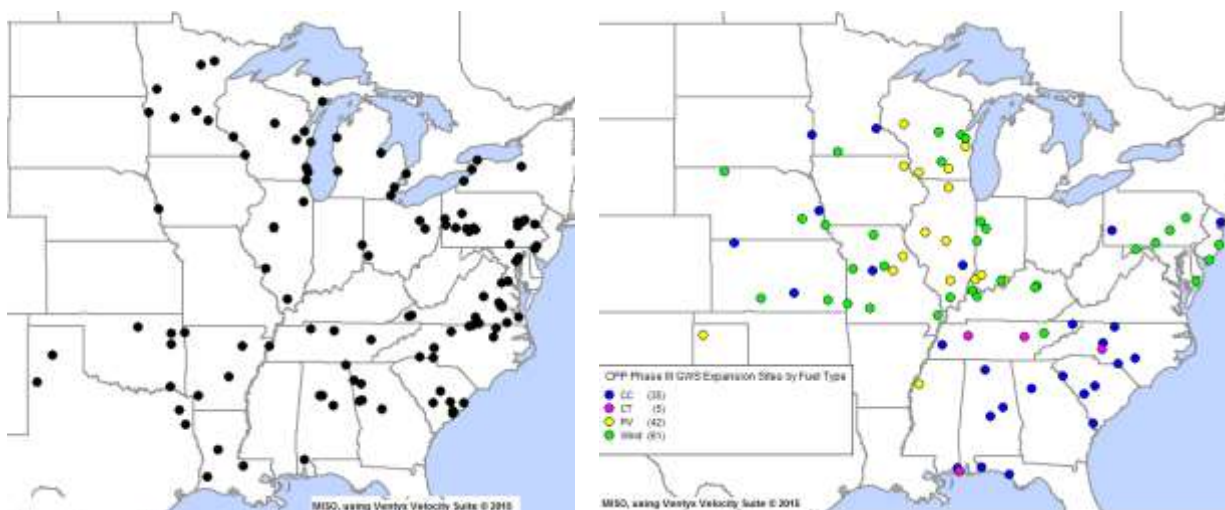 MISO, using Ventyx Velocity Suite © 2015
CPP Phase III GWS Expansion Sites by Fuel Type
CC (35)
CT (5)
PV (42)
Wind (61)
MISO, using Ventyx Velocity Suite © 2015